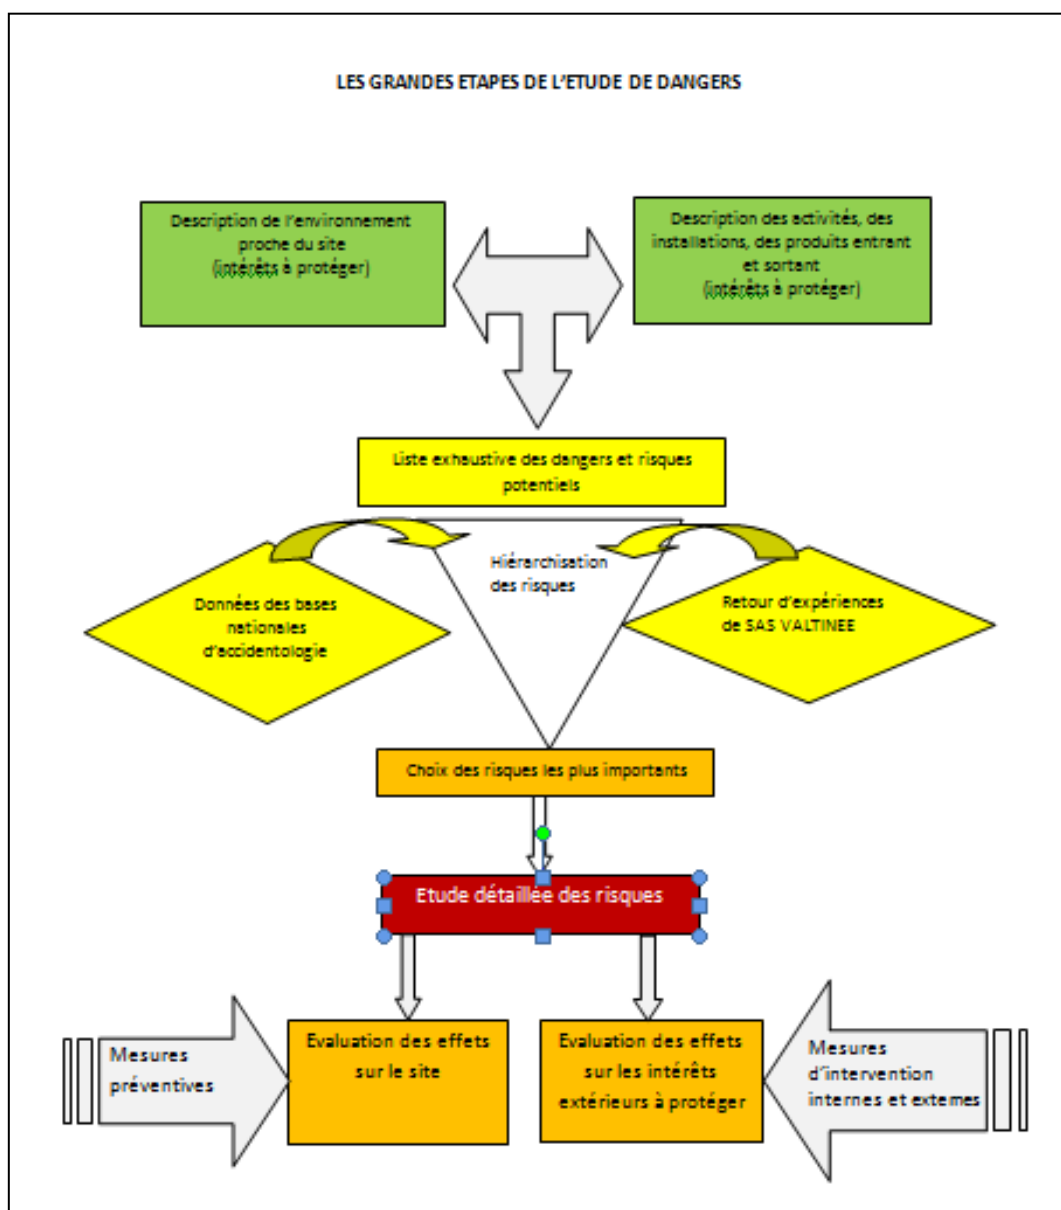 LES GRANDES ETAPES DE L'ETUDE DE DANGERS
Description de l'environnement
proche du site
(intérêts à protéger)
Description des activités, des
installations, des produits entrant
et sortant
(intérêts à protéger)
Liste exhaustive des dangers et risques
potentiels
Hiérarchisation
des risques
Données des bases
nationales
d'accidentologie
Retour d'expériences
de SAS VALTINEE
Choix des risques les plus importants
Etude détaillée des risques
Mesures
préventives
Evaluation des effets
sur le site
Evaluation des effets
sur les intérêts
extérieurs à protéger
Mesures
d'intervention
internes et externes